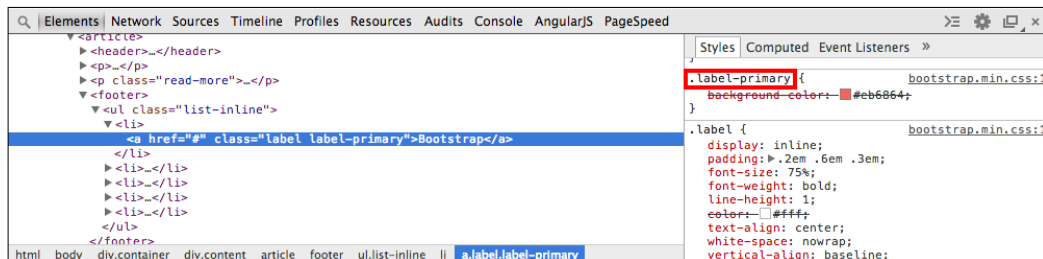 Elements Network Sources Timeline Profiles Resources Audits Console AngularJS PageSpeed
▼<article>
▶<header>…</header>
▶<p>…</p>
▶<p class="read-more">…</p>
▼<footer>
▼<ul class="list-inline">
▼<li>
<a href="#" class="label label-primary">Bootstrap</a>
</li>
▶<li>…</li>
▶<li>…</li>
▶<li>…</li>
▶<li>…</li>
</ul>
</footer>
html body div.container div.content article footer ul.list-inline li a.label.label-primary
Styles Computed Event Listeners »
}
.label-primary { bootstrap.min.css:1
background-color: #eb6864;
}
.label { bootstrap.min.css:1
display: inline;
padding:▶.2em .6em .3em;
font-size: 75%;
font-weight: bold;
line-height: 1;
color: #fff;
text-align: center;
white-space: nowrap;
vertical-align: baseline;